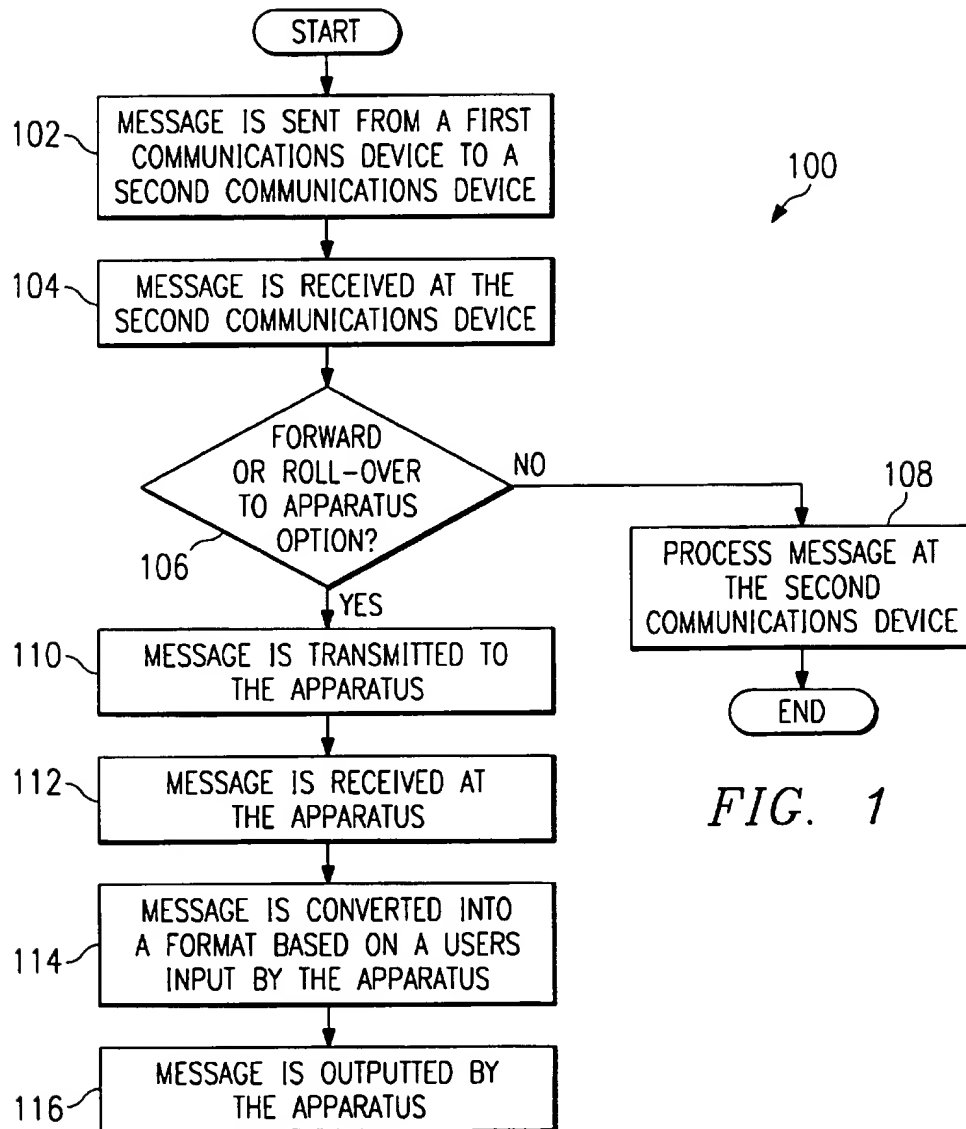 START
102
MESSAGE IS SENT FROM A FIRST
COMMUNICATIONS DEVICE TO A
SECOND COMMUNICATIONS DEVICE
100
104
MESSAGE IS RECEIVED AT THE
SECOND COMMUNICATIONS DEVICE
FORWARD
OR ROLL-OVER
TO APPARATUS
OPTION?
106
NO
YES
108
PROCESS MESSAGE AT
THE SECOND
COMMUNICATIONS DEVICE
END
110
MESSAGE IS TRANSMITTED TO
THE APPARATUS
112
MESSAGE IS RECEIVED AT
THE APPARATUS
FIG. 1
114
MESSAGE IS CONVERTED INTO
A FORMAT BASED ON A USERS
INPUT BY THE APPARATUS
116
MESSAGE IS OUTPUTTED BY
THE APPARATUS